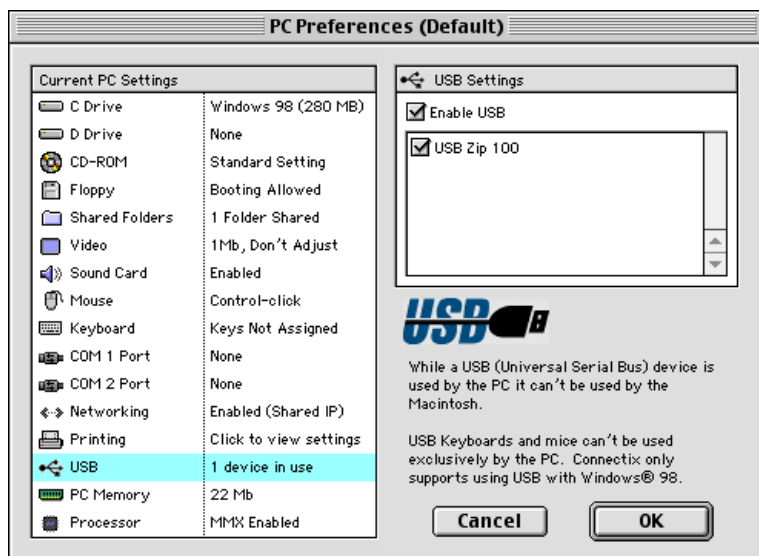 PC Preferences (Default)
Current PC Settings
C Drive Windows 98 (280 MB)
D Drive None
CD-ROM Standard Setting
Floppy Booting Allowed
Shared Folders 1 Folder Shared
Video 1Mb, Don't Adjust
Sound Card Enabled
Mouse Control-click
Keyboard Keys Not Assigned
COM 1 Port None
COM 2 Port None
Networking Enabled (Shared IP)
Printing Click to view settings
USB 1 device in use
PC Memory 22 Mb
Processor MMX Enabled
USB Settings
Enable USB
USB Zip 100
USB
While a USB (Universal Serial Bus) device is
used by the PC it can't be used by the
Macintosh.
USB Keyboards and mice can't be used
exclusively by the PC. Connectix only
supports using USB with Windows® 98.
Cancel OK